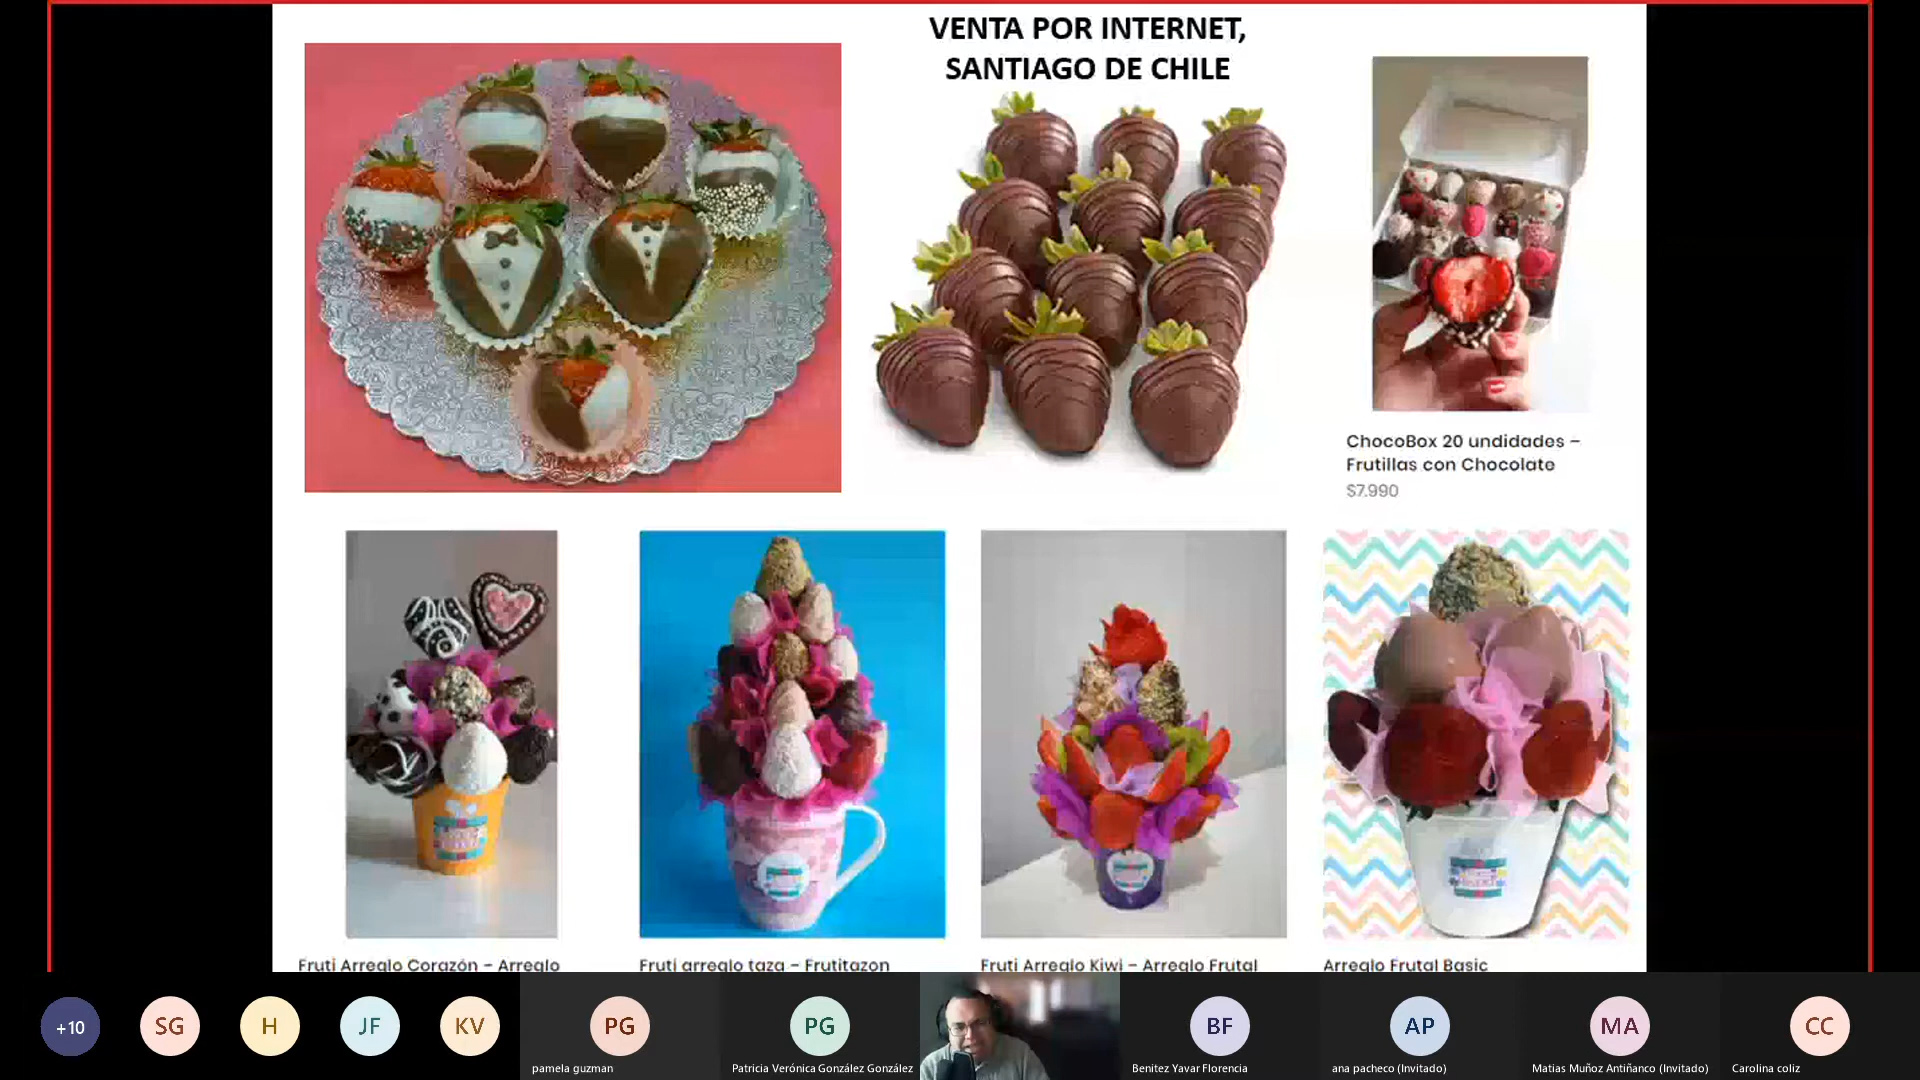 VENTA POR INTERNET,
SANTIAGO DE CHILE
ChocoBox 20 undidades –
Frutillas con Chocolate
$7.990
Fruti Arreglo Corazón – Arreglo
Fruti arreglo taza – Frutitazon
Fruti Arreglo Kiwi – Arreglo Frutal
Arreglo Frutal Basic
+10
SG
H
JF
KV
PG
PG
BF
AP
MA
CC
pamela guzman
Patricia Verónica González González
Benitez Yavar Florencia
ana pacheco (Invitado)
Matias Muñoz Antiñanco (Invitado)
Carolina coliz